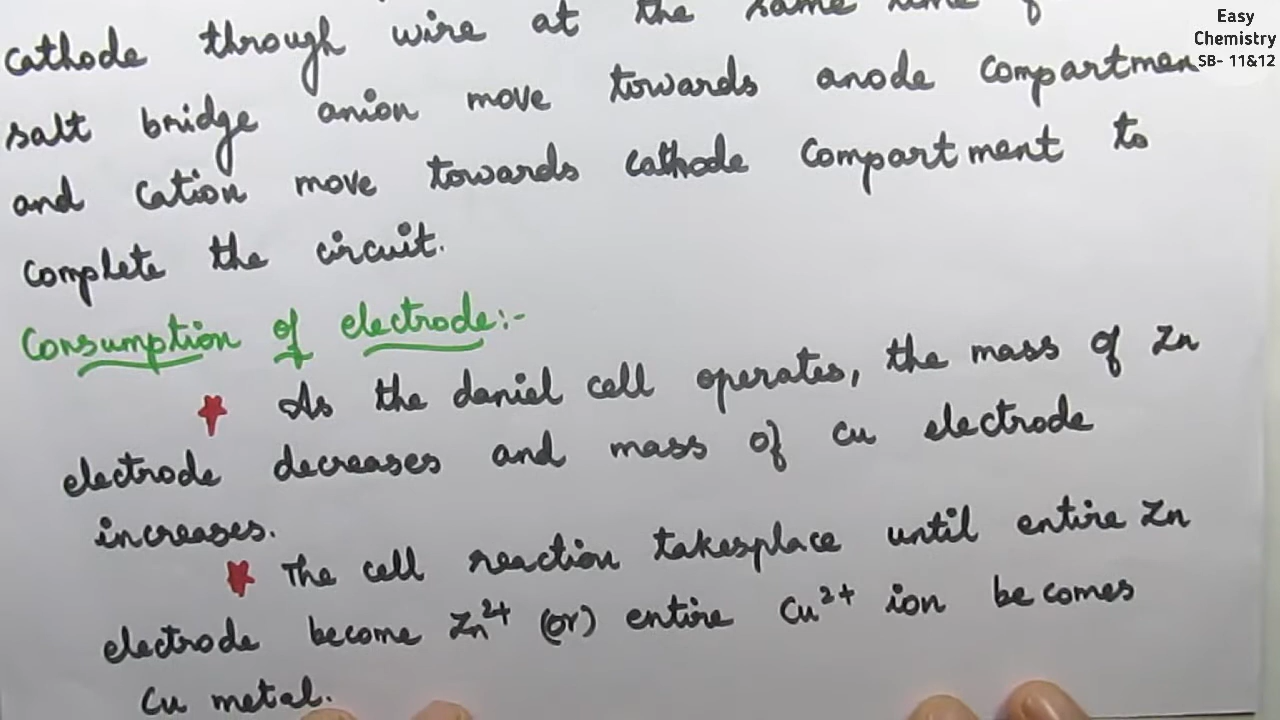 Easy
Chemistry
SB- 11&12
cathode through wire at the same time
salt bridge anion move towards anode compartmen
and cation move towards cathode compartment to
complete the circuit.
Consumption of electrode:-
As the daniel cell operates, the mass of Zn
electrode decreases and mass of Cu electrode
increases.
The cell reaction takesplace until entire Zn
electrode become Zn²⁺ (or) entire Cu²⁺ ion becomes
Cu metal.